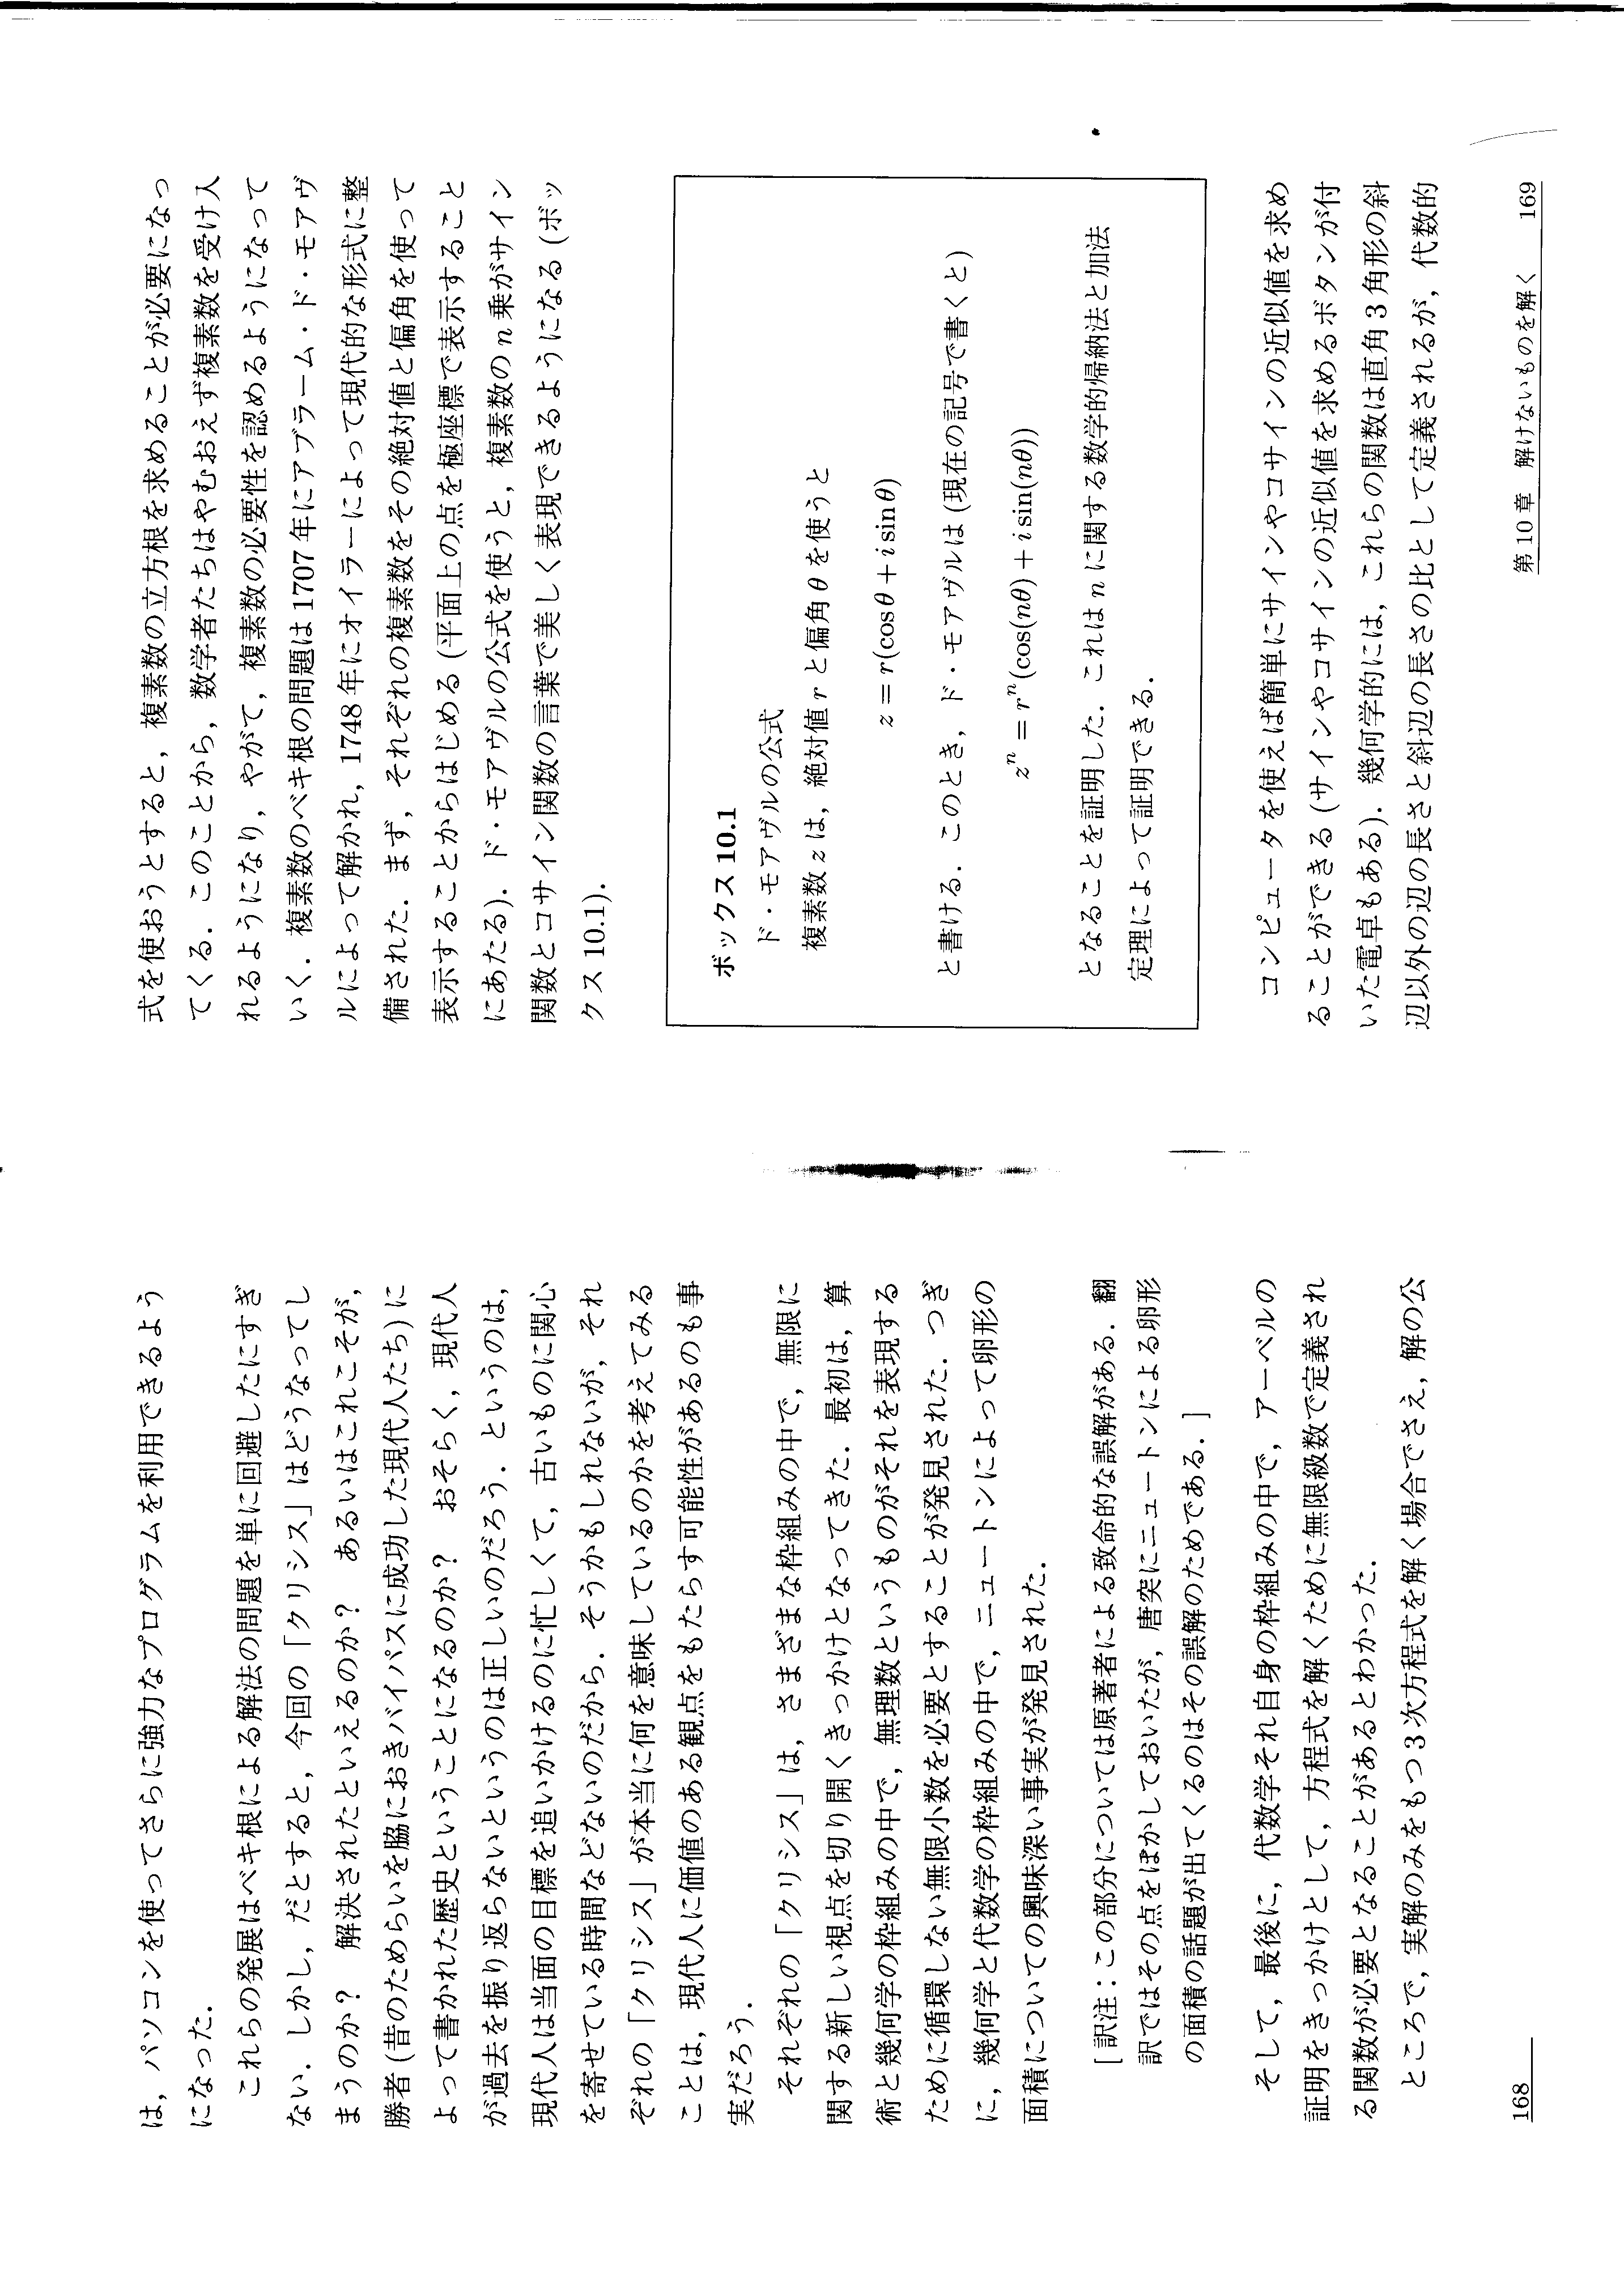 は，パソコンを使ってさらに強力なプログラムを利用できるよう
になった．
これらの発展はベキ根による解法の問題を単に回避したにすぎ
ない．しかし，だとすると，今回の「クリシス」はどうなってし
まうのか？　解決されたといえるのか？　あるいはこれこそが，
勝者 (昔のためらいを脇におきバイパスに成功した現代人たち) に
よって書かれた歴史ということになるのか？　おそらく，現代人
が過去を振り返らないというのは正しいのだろう．というのは，
現代人は当面の目標を追いかけるのに忙しくて，古いものに関心
を寄せている時間などないのだから．そうかもしれないが，それ
ぞれの「クリシス」が本当に何を意味しているのかを考えてみる
ことは，現代人に価値のある観点をもたらす可能性があるのも事
実だろう．
それぞれの「クリシス」は，さまざまな枠組みの中で，無限に
関する新しい視点を切り開くきっかけとなってきた．最初は，算
術と幾何学の枠組みの中で，無理数というものがそれを表現する
ために循環しない無限小数を必要とすることが発見された．つぎ
に，幾何学と代数学の枠組みの中で，ニュートンによって卵形の
面積についての興味深い事実が発見された．
[訳注：この部分については原著者による致命的な誤解がある．翻
訳ではその点をぼかしておいたが，唐突にニュートンによる卵形
の面積の話題が出てくるのはその誤解のためである．]
そして，最後に，代数学それ自身の枠組みの中で，アーベルの
証明をきっかけとして，方程式を解くために無限級数で定義され
る関数が必要となることがあるとわかった．
ところで，実解のみをもつ 3 次方程式を解く場合でさえ，解の公
168
式を使おうとすると，複素数の立方根を求めることが必要になっ
てくる．このことから，数学者たちはやむおえず複素数を受け入
れるようになり，やがて，複素数の必要性を認めるようになって
いく．複素数のベキ根の問題は 1707 年にアブラーム・ド・モアヴ
ルによって解かれ，1748 年にオイラーによって現代的な形式に整
備された．まず，それぞれの複素数をその絶対値と偏角を使って
表示することからはじめる (平面上の点を極座標で表示すること
にあたる)．ド・モアヴルの公式を使うと，複素数の n 乗がサイン
関数とコサイン関数の言葉で美しく表現できるようになる (ボッ
クス 10.1)．
ボックス 10.1
ド・モアヴルの公式
複素数 z は，絶対値 r と偏角 θ を使うと
z = r(cos θ + i sin θ)
と書ける．このとき，ド・モアヴルは (現在の記号で書くと)
zⁿ = rⁿ(cos(nθ) + i sin(nθ))
となることを証明した．これは n に関する数学的帰納法と加法
定理によって証明できる．
コンピュータを使えば簡単にサインやコサインの近似値を求め
ることができる (サインやコサインの近似値を求めるボタンが付
いた電卓もある)．幾何学的には，これらの関数は直角 3 角形の斜
辺以外の辺の長さと斜辺の長さの比として定義されるが，代数的
第 10 章　解けないものを解く　169